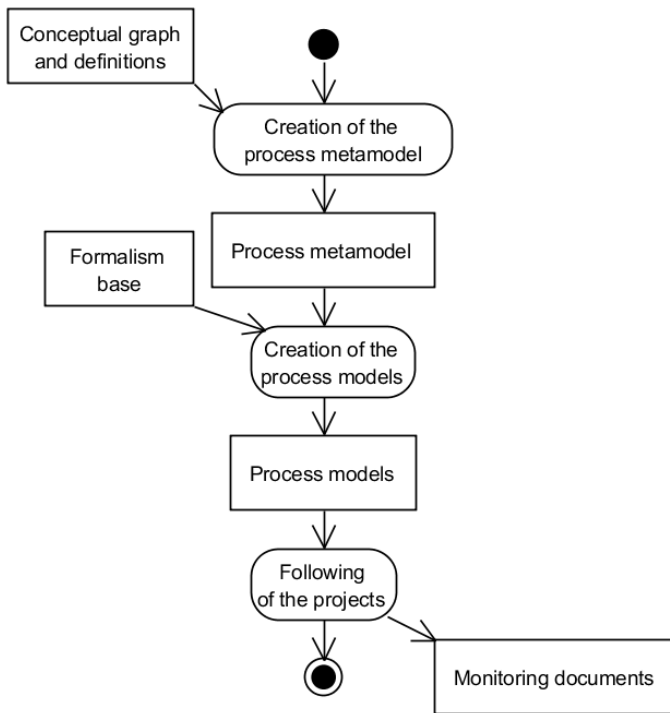 Conceptual graph
and definitions
Creation of the
process metamodel
Process metamodel
Formalism
base
Creation of the
process models
Process models
Following
of the projects
Monitoring documents